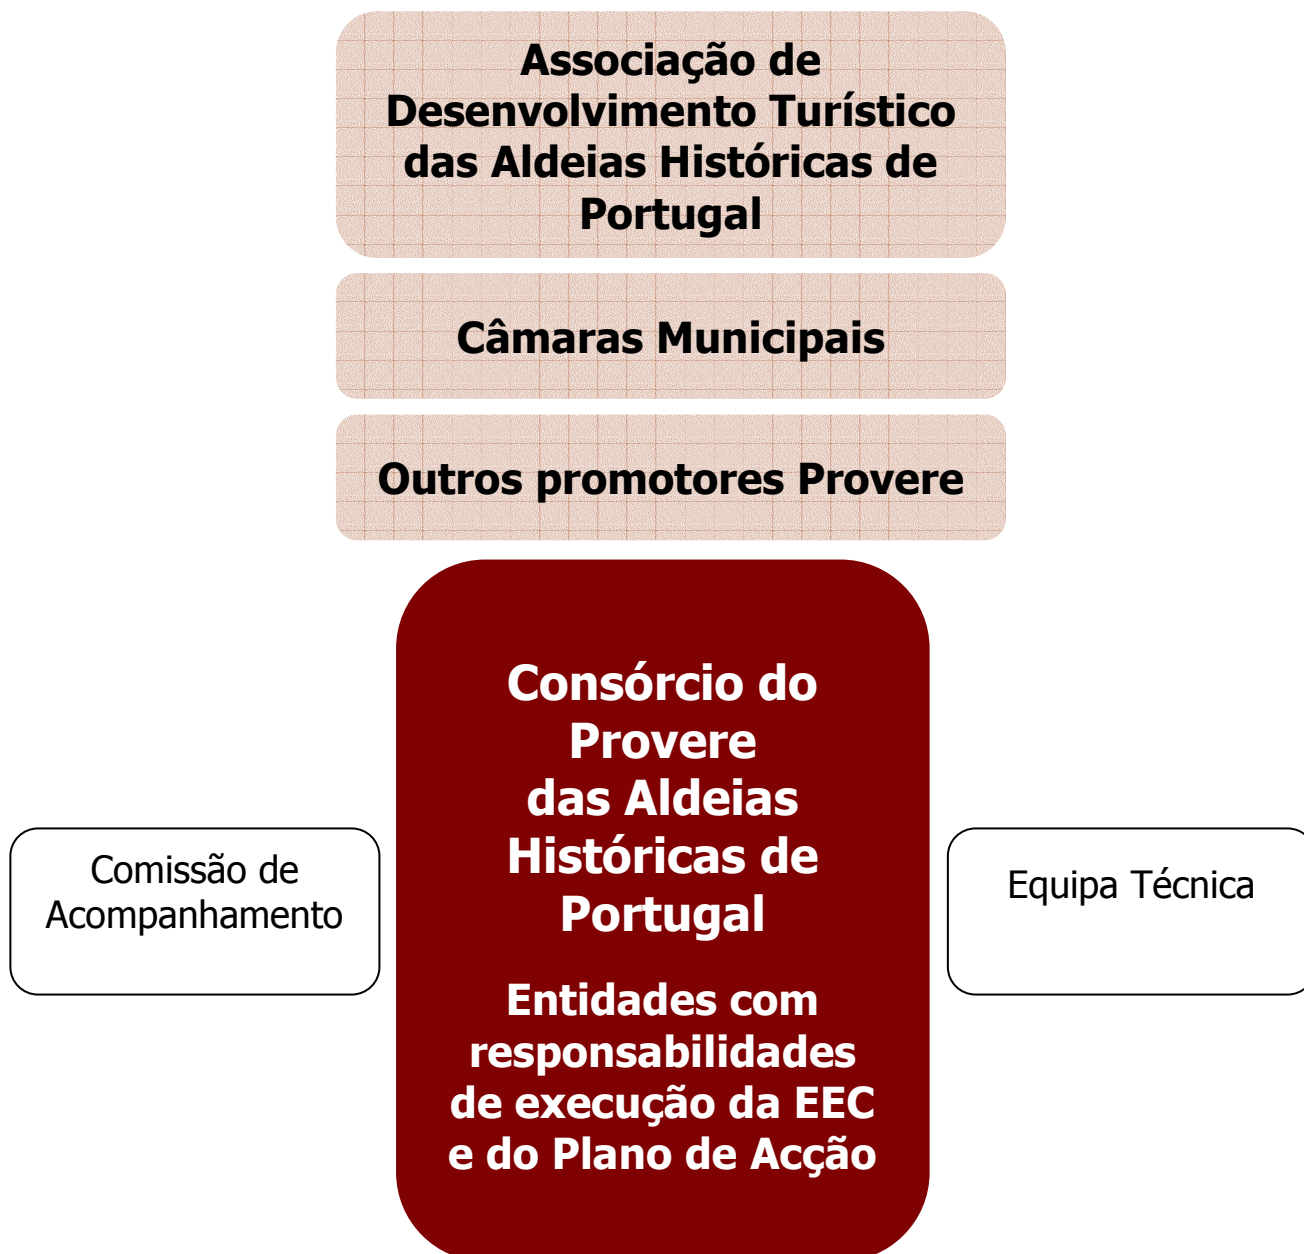 Associação de
Desenvolvimento Turístico
das Aldeias Históricas de
Portugal
Câmaras Municipais
Outros promotores Provere
Consórcio do
Provere
das Aldeias
Históricas de
Portugal
Entidades com
responsabilidades
de execução da EEC
e do Plano de Acção
Comissão de
Acompanhamento
Equipa Técnica